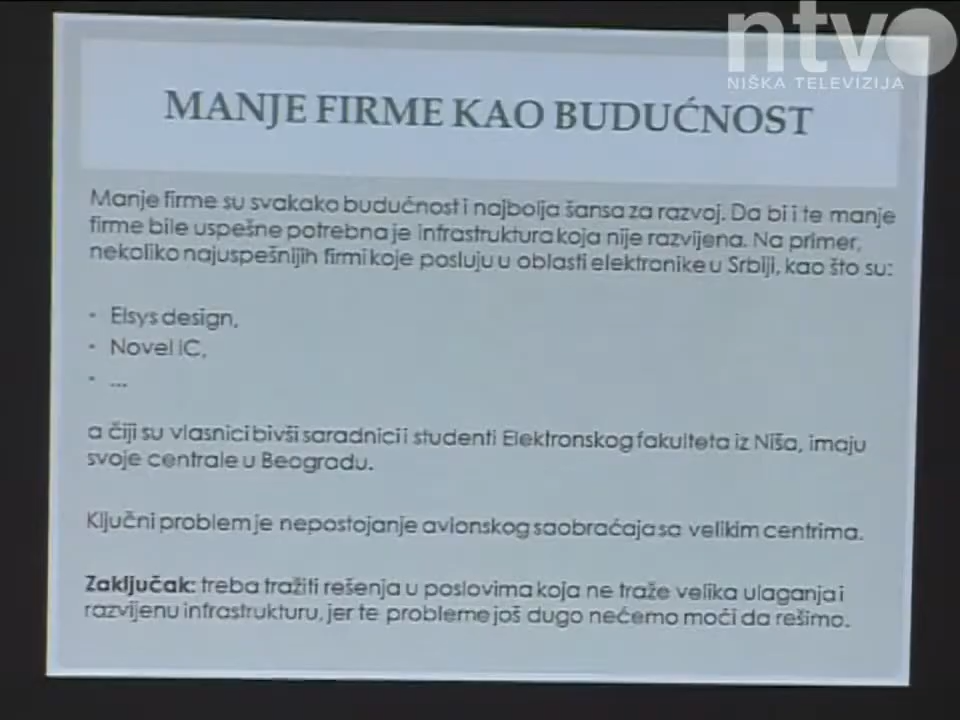 ntv
NIŠKA TELEVIZIJA
MANJE FIRME KAO BUDUĆNOST
Manje firme su svakako budućnost i najbolja šansa za razvoj. Da bi i te manje
firme bile uspešne potrebna je infrastruktura koja nije razvijena. Na primer,
nekoliko najuspešnijih firmi koje posluju u oblasti elektronike u Srbiji, kao što su:
• Elsys design,
• Novel IC,
• ...
a čiji su vlasnici bivši saradnici i studenti Elektronskog fakulteta iz Niša, imaju
svoje centrale u Beogradu.
Ključni problem je nepostojanje avionskog saobraćaja sa velikim centrima.
Zaključak: treba tražiti rešenja u poslovima koja ne traže velika ulaganja i
razvijenu infrastrukturu, jer te probleme još dugo nećemo moći da rešimo.